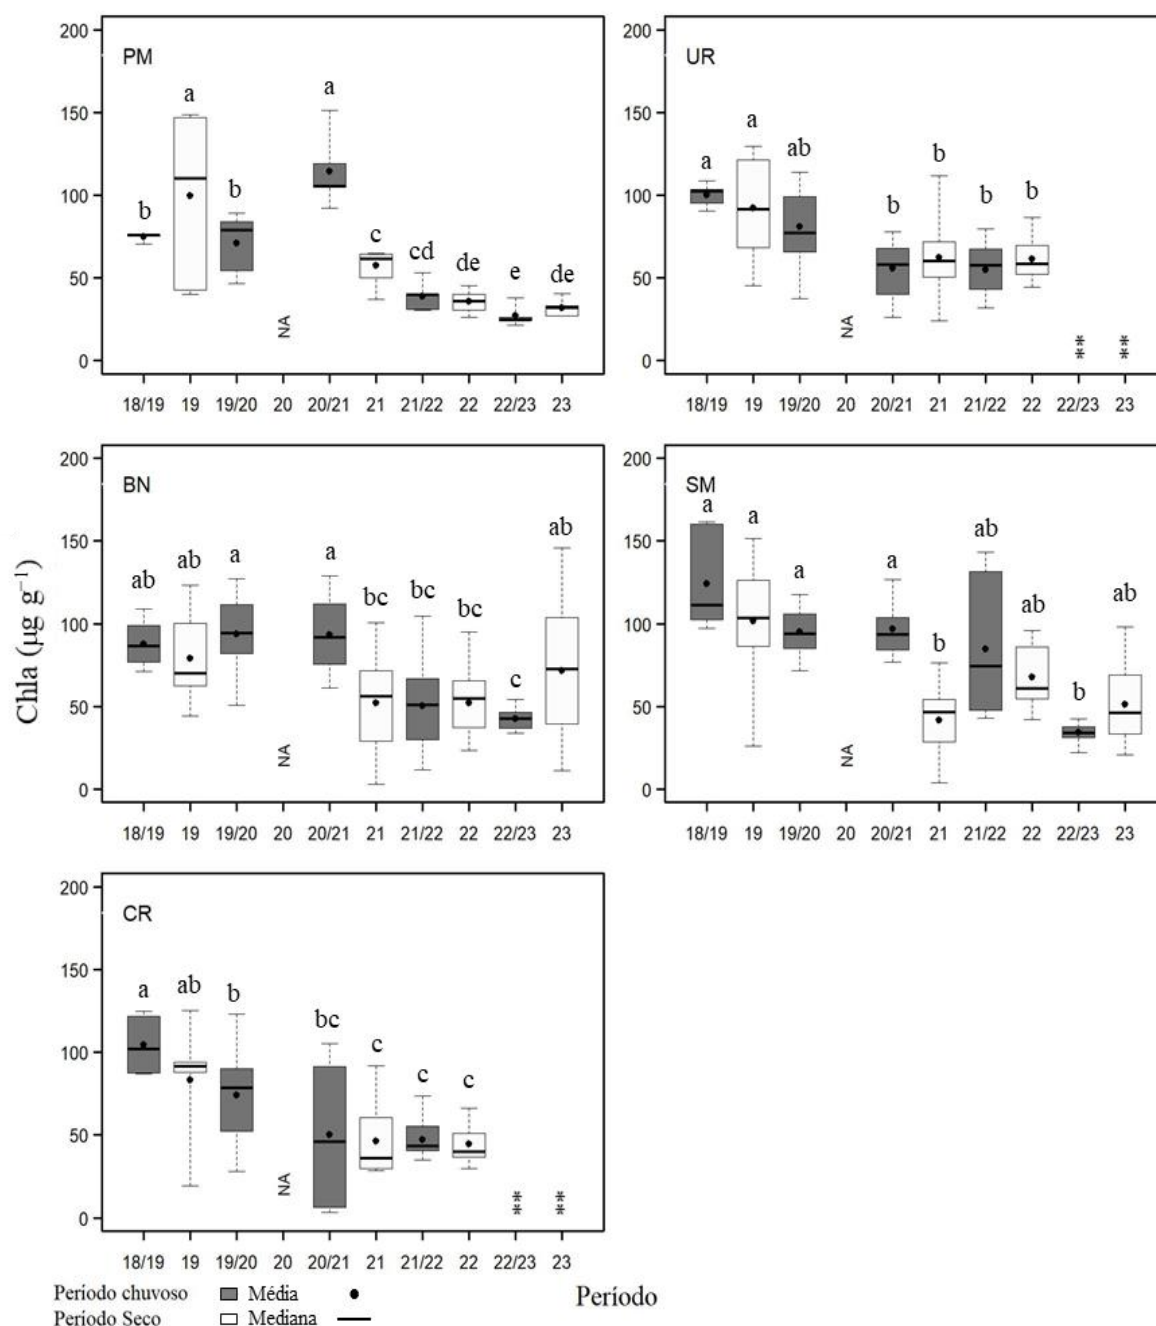 PM
200
150
100
50
0
b a b a c cd de e de
NA
18/19 19 19/20 20 20/21 21 21/22 22 22/23 23
UR
200
150
100
50
0
a a ab b b b b
NA ** **
18/19 19 19/20 20 20/21 21 21/22 22 22/23 23
BN
200
150
100
50
0
ab ab a a bc bc bc c ab
NA
18/19 19 19/20 20 20/21 21 21/22 22 22/23 23
SM
200
150
100
50
0
a a a a b ab ab b ab
NA
18/19 19 19/20 20 20/21 21 21/22 22 22/23 23
Chla (µg g⁻¹)
CR
200
150
100
50
0
a ab b bc c c c
NA ** **
18/19 19 19/20 20 20/21 21 21/22 22 22/23 23
Período chuvoso Média
Período Seco Mediana
Período